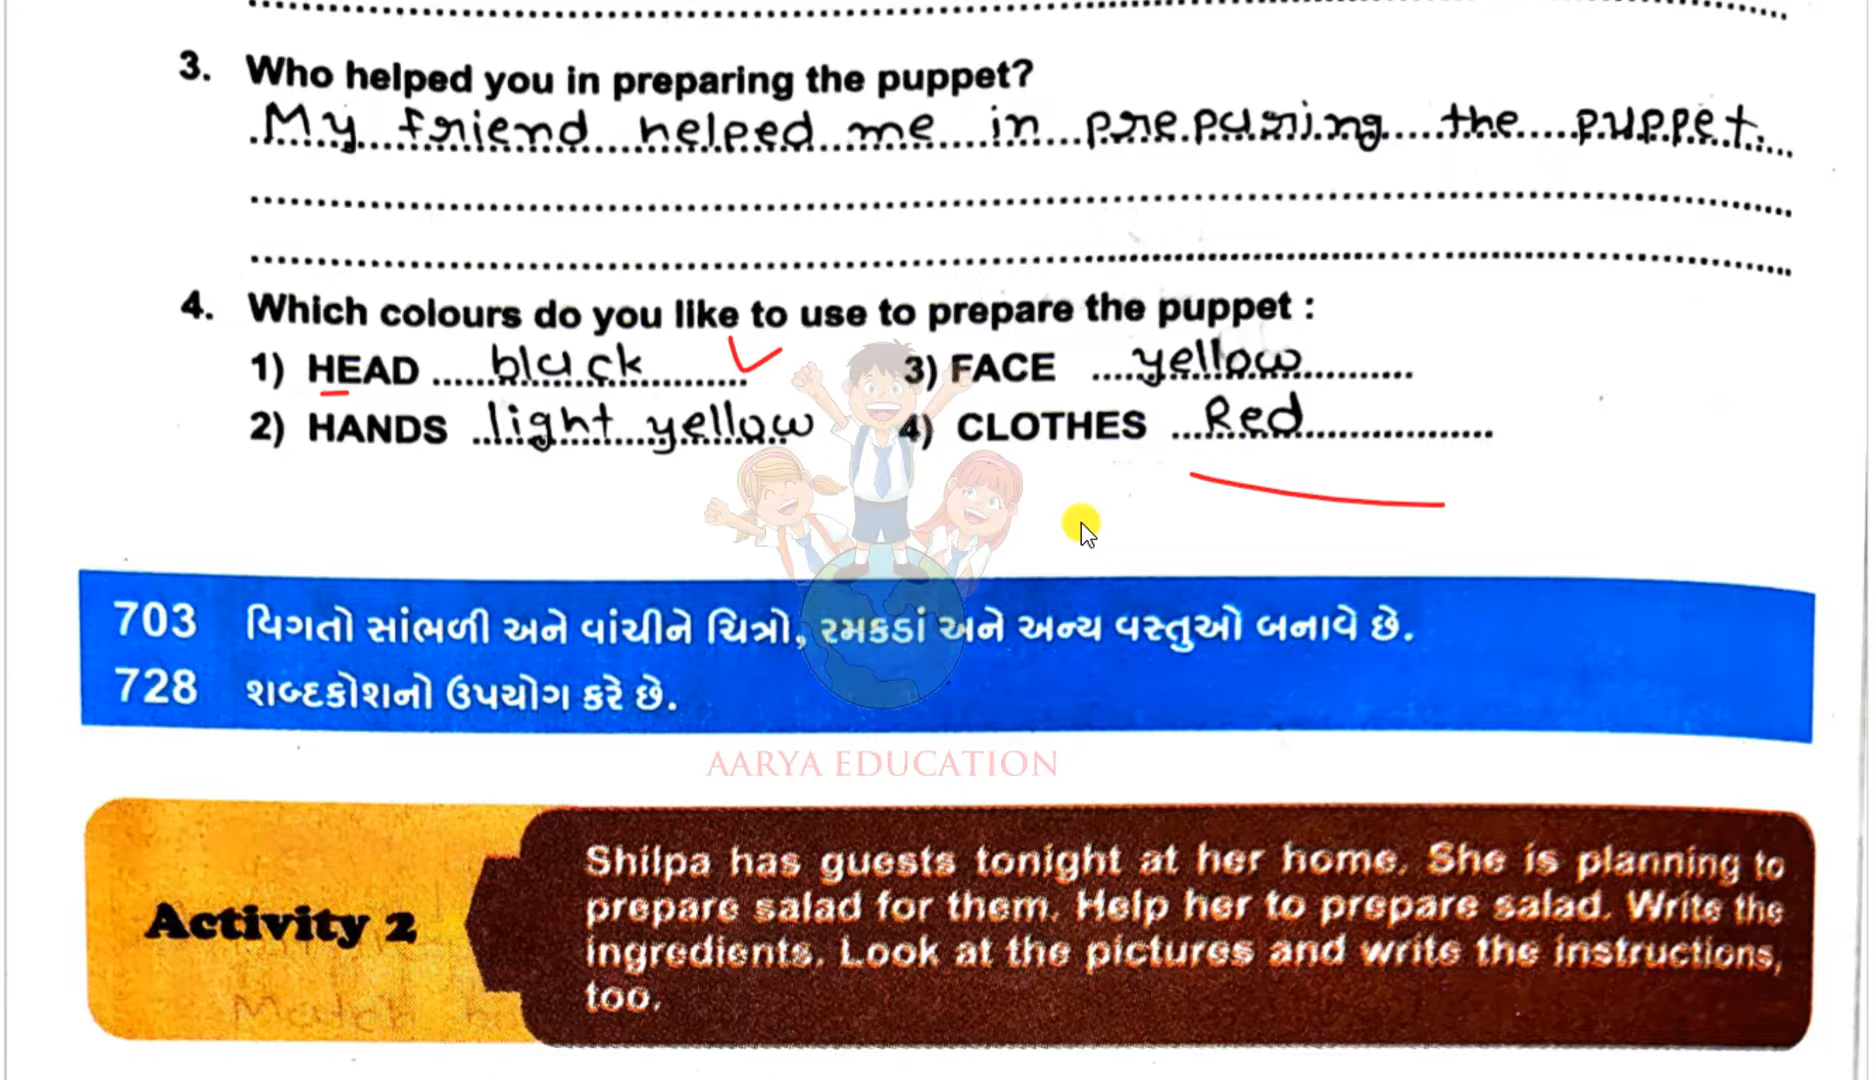 3. Who helped you in preparing the puppet?
My friend helped me in preparing the puppet.
4. Which colours do you like to use to prepare the puppet :
1) HEAD black 3) FACE yellow
2) HANDS light yellow 4) CLOTHES Red
703 વિગતો સાંભળી અને વાંચીને ચિત્રો, રમકડાં અને અન્ય વસ્તુઓ બનાવે છે.
728 શબ્દકોશનો ઉપયોગ કરે છે.
AARYA EDUCATION
Activity 2
Shilpa has guests tonight at her home. She is planning to
prepare salad for them. Help her to prepare salad. Write the
ingredients. Look at the pictures and write the instructions,
too.
Match